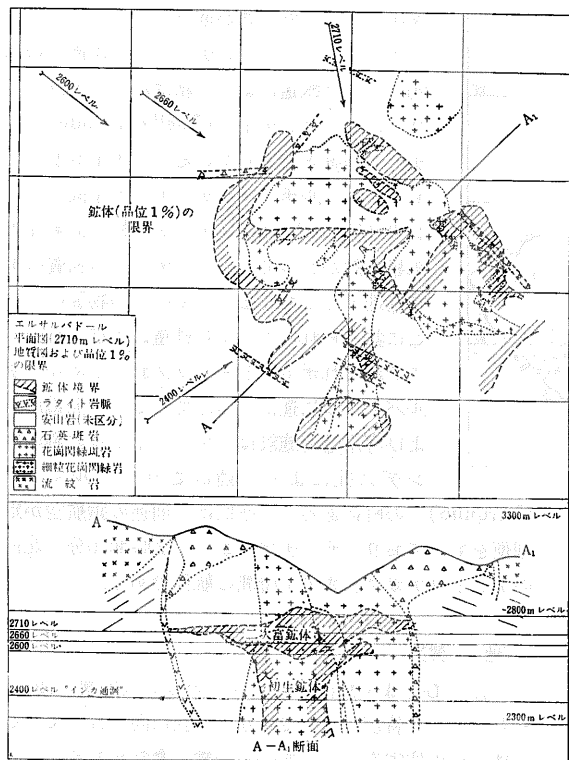 2600レベル
2660レベル
2710レベル
A₁
鉱体(品位1%)の
限界
エルサルバドール
平面図(2710mレベル)
地質図および品位1%
の限界
鉱体境界
ラタイト岩脈
安山岩(未区分)
石英斑岩
花崗閃緑斑岩
細粒花崗閃緑岩
流紋岩
2400レベル
A
3300mレベル
A
A₁
2800mレベル
2710レベル
2660レベル
2600レベル
2400レベル"インカ通洞"
2300mレベル
初生鉱体
A-A₁断面